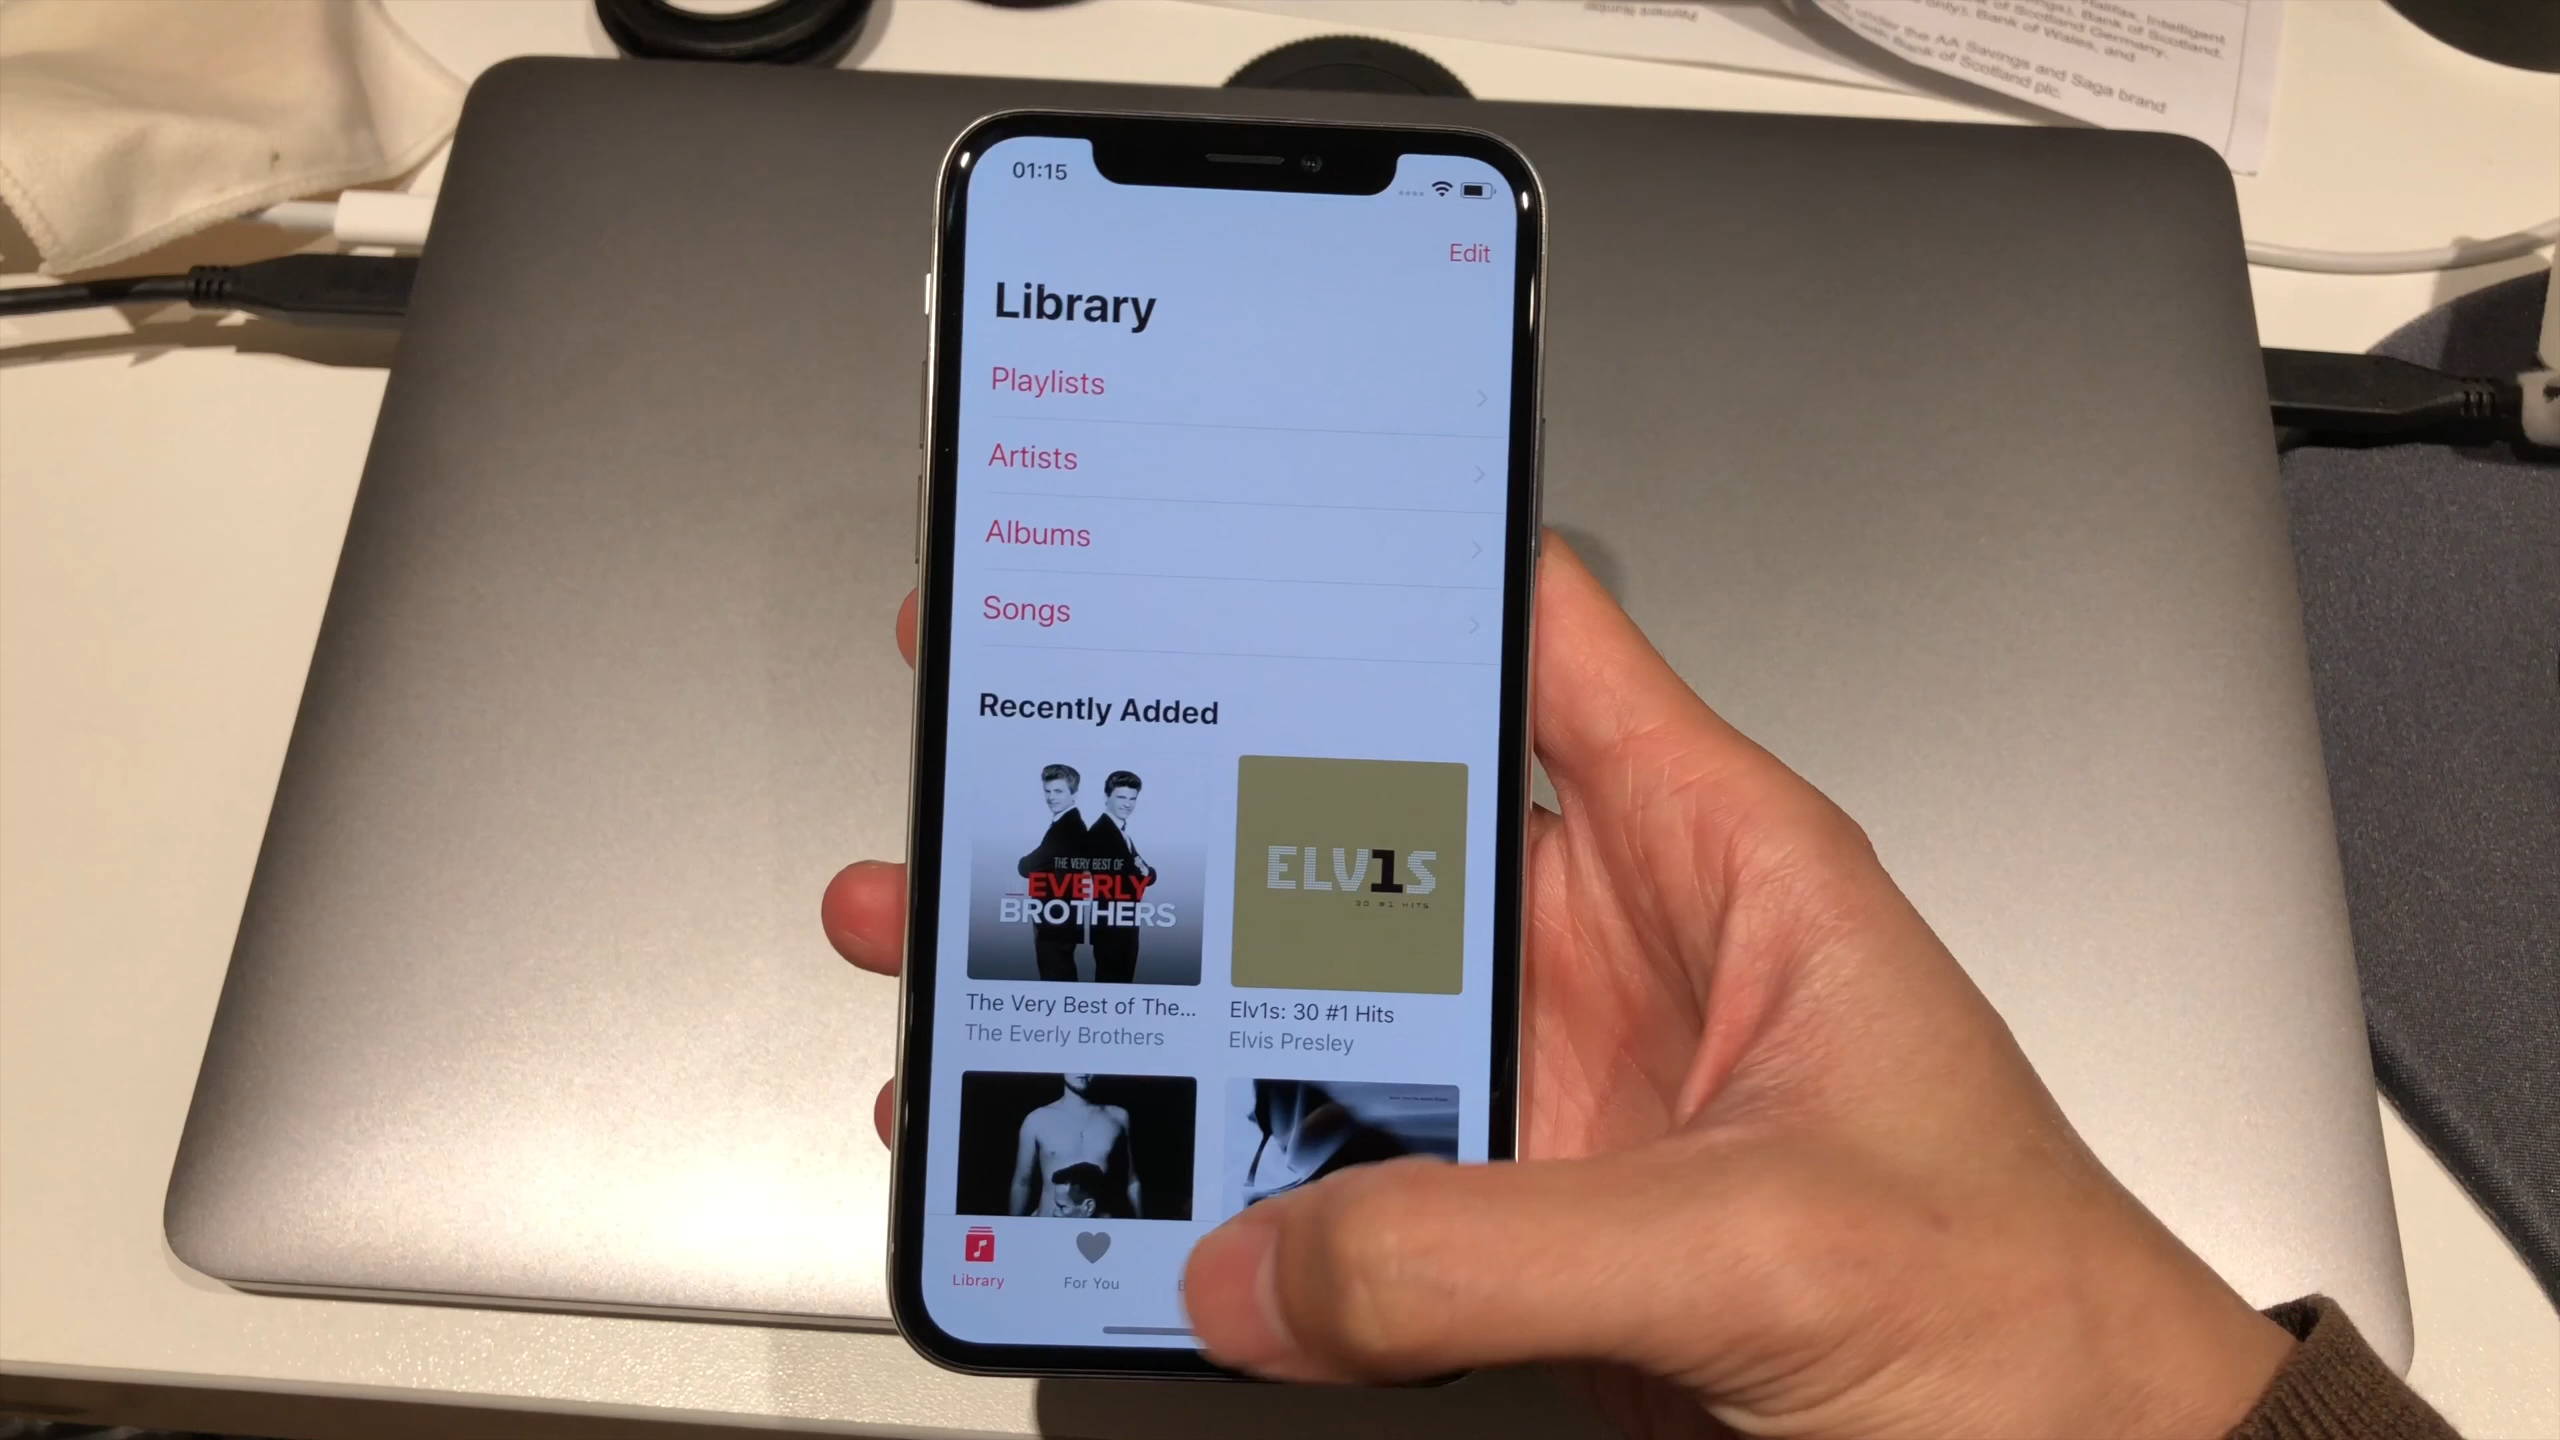 Halifax, Intelligent
of Scotland Germany,
Bank of Scotland,
only), Bank of Wales, and
under the AA Savings and Saga brand
Bank of Scotland plc.
01:15
Edit
Library
Playlists
Artists
Albums
Songs
Recently Added
THE VERY BEST OF
EVERLY
BROTHERS
ELV1S
30 #1 HITS
The Very Best of The...
The Everly Brothers
Elv1s: 30 #1 Hits
Elvis Presley
Library
For You